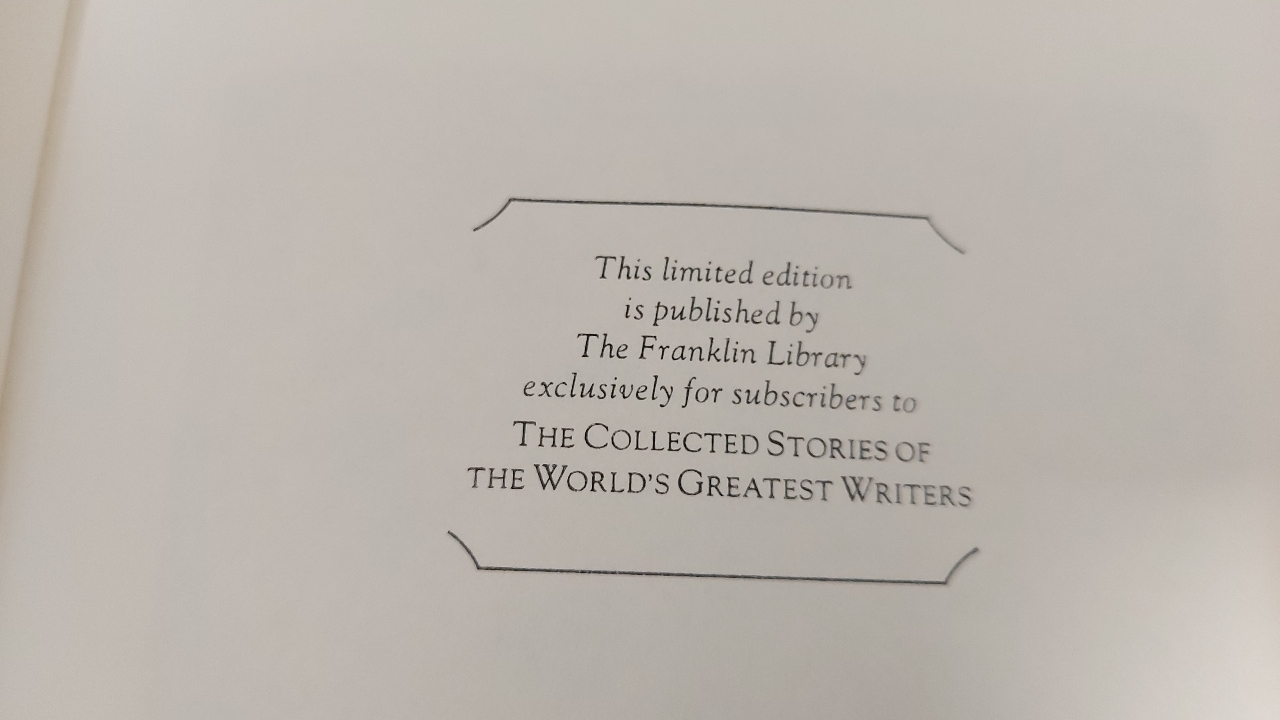 This limited edition
is published by
The Franklin Library
exclusively for subscribers to
THE COLLECTED STORIES OF
THE WORLD'S GREATEST WRITERS